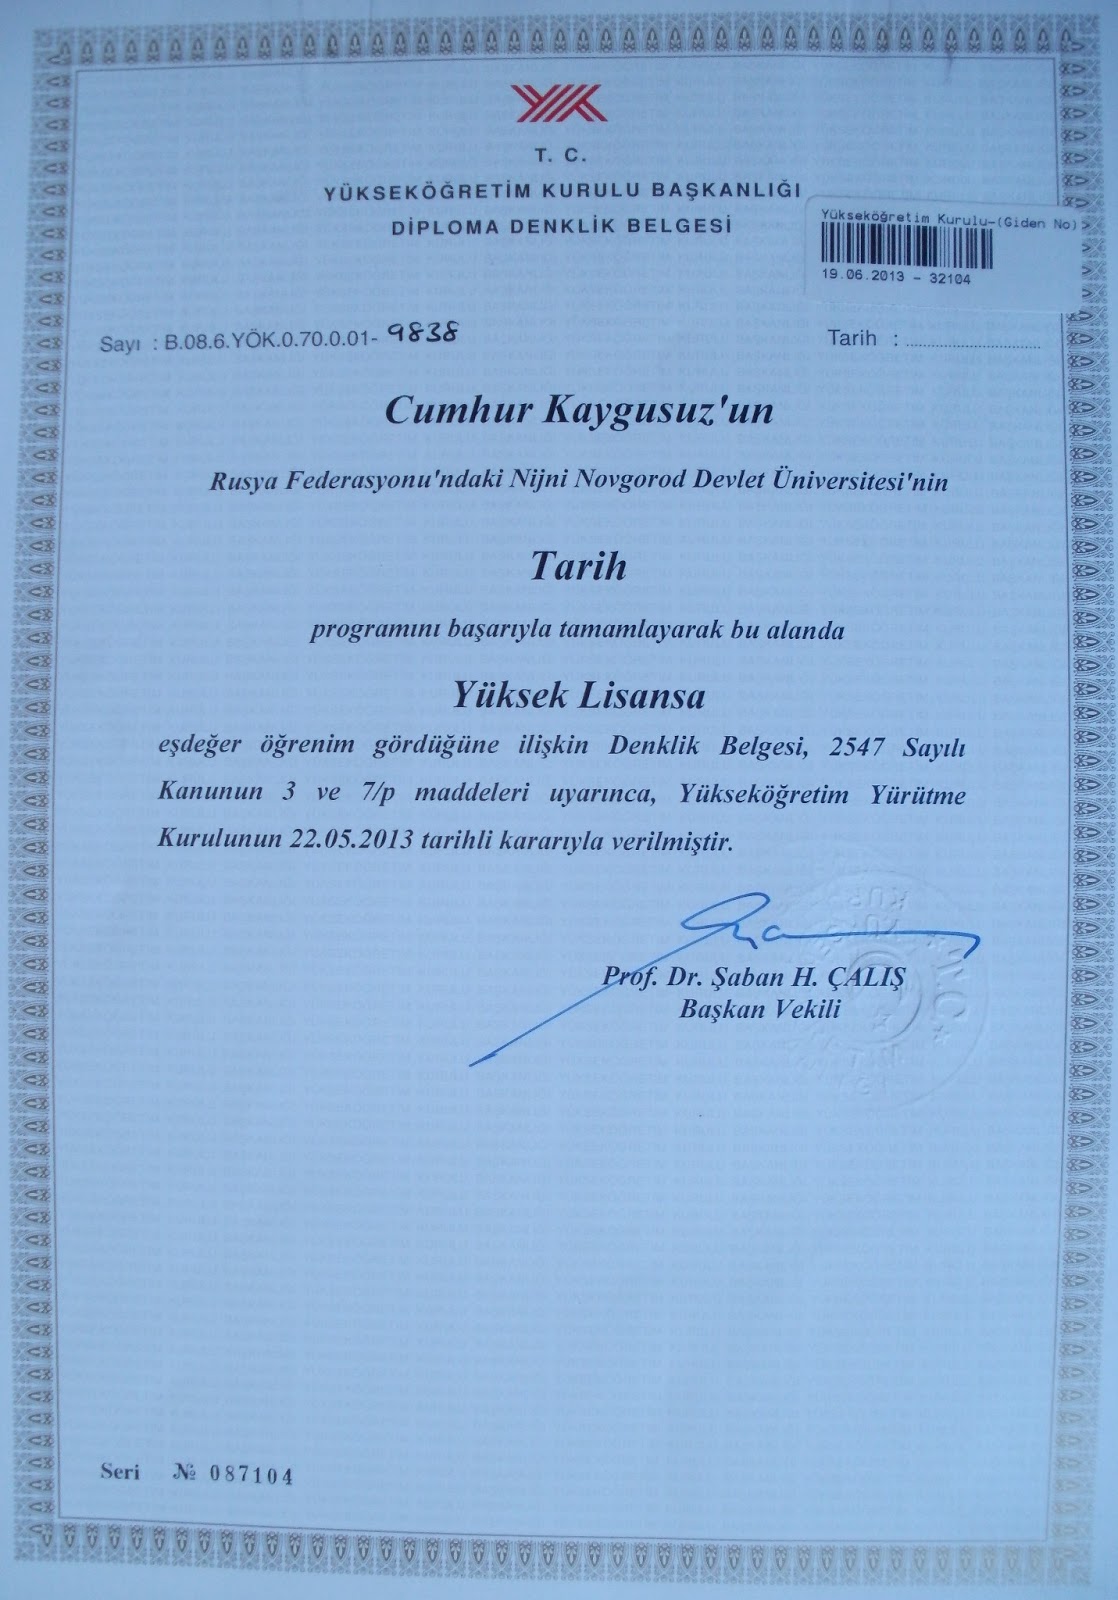 T. C.
YÜKSEKÖĞRETİM KURULU BAŞKANLIĞI
DİPLOMA DENKLİK BELGESİ
Yükseköğretim Kurulu-(Giden No)>
19.06.2013 - 32104
Sayı : B.08.6.YÖK.0.70.0.01- 9838
Tarih : ..............................
Cumhur Kaygusuz'un
Rusya Federasyonu'ndaki Nijni Novgorod Devlet Üniversitesi'nin
Tarih
programını başarıyla tamamlayarak bu alanda
Yüksek Lisansa
eşdeğer öğrenim gördüğüne ilişkin Denklik Belgesi, 2547 Sayılı
Kanunun 3 ve 7/p maddeleri uyarınca, Yükseköğretim Yürütme
Kurulunun 22.05.2013 tarihli kararıyla verilmiştir.
Prof. Dr. Şaban H. ÇALIŞ
Başkan Vekili
T.C.
Seri № 087104